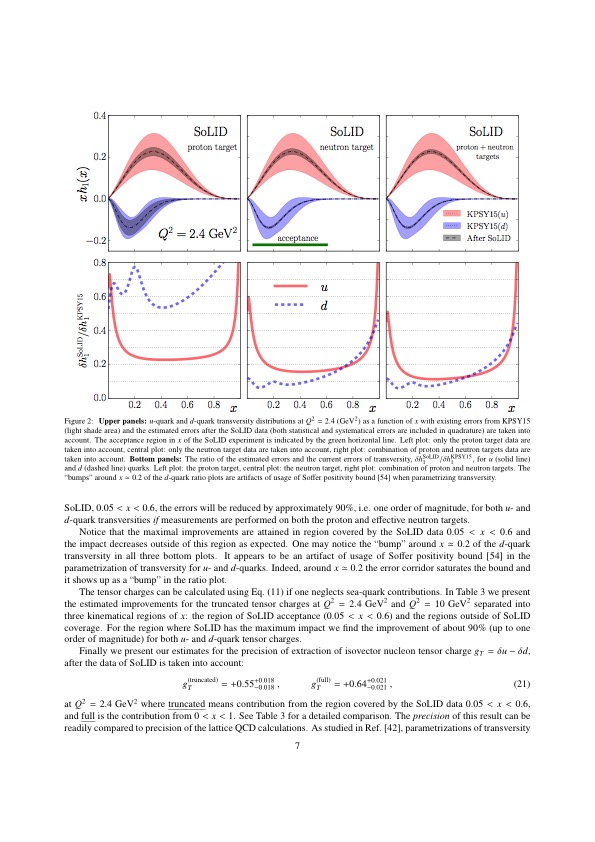 0.4
0.2
0.0
−0.2
x h₁(x)
SoLID
proton target
Q² = 2.4 GeV²
SoLID
neutron target
acceptance
SoLID
proton + neutron
targets
KPSY15(u)
KPSY15(d)
After SoLID
0.8
0.6
0.4
0.2
0.0
δh₁^SoLID/δh₁^KPSY15
u
d
0.2 0.4 0.6 x
0.2 0.4 0.6 0.8 x
0.2 0.4 0.6 0.8 x
Figure 2: Upper panels: u-quark and d-quark transversity distributions at Q² = 2.4 (GeV²) as a function of x with existing errors from KPSY15
(light shade area) and the estimated errors after the SoLID data (both statistical and systematical errors are included in quadrature) are taken into
account. The acceptance region in x of the SoLID experiment is indicated by the green horizontal line. Left plot: only the proton target data are
taken into account, central plot: only the neutron target data are taken into account, right plot: combination of proton and neutron targets data are
taken into account. Bottom panels: The ratio of the estimated errors and the current errors of transversity, δh₁^SoLID/δh₁^KPSY15, for u (solid line)
and d (dashed line) quarks. Left plot: the proton target, central plot: the neutron target, right plot: combination of proton and neutron targets. The
“bumps” around x ≃ 0.2 of the d-quark ratio plots are artifacts of usage of Soffer positivity bound [54] when parametrizing transversity.
SoLID, 0.05 < x < 0.6, the errors will be reduced by approximately 90%, i.e. one order of magnitude, for both u- and
d-quark transversities if measurements are performed on both the proton and effective neutron targets.
Notice that the maximal improvements are attained in region covered by the SoLID data 0.05 < x < 0.6 and
the impact decreases outside of this region as expected. One may notice the “bump” around x ≃ 0.2 of the d-quark
transversity in all three bottom plots. It appears to be an artifact of usage of Soffer positivity bound [54] in the
parametrization of transversity for u- and d-quarks. Indeed, around x ≃ 0.2 the error corridor saturates the bound and
it shows up as a “bump” in the ratio plot.
The tensor charges can be calculated using Eq. (11) if one neglects sea-quark contributions. In Table 3 we present
the estimated improvements for the truncated tensor charges at Q² = 2.4 GeV² and Q² = 10 GeV² separated into
three kinematical regions of x: the region of SoLID acceptance (0.05 < x < 0.6) and the regions outside of SoLID
coverage. For the region where SoLID has the maximum impact we find the improvement of about 90% (up to one
order of magnitude) for both u- and d-quark tensor charges.
Finally we present our estimates for the precision of extraction of isovector nucleon tensor charge g_T = δu − δd,
after the data of SoLID is taken into account:
g_T^(truncated) = +0.55^{+0.018}_{−0.018} , g_T^(full) = +0.64^{+0.021}_{−0.021} , (21)
at Q² = 2.4 GeV² where truncated means contribution from the region covered by the SoLID data 0.05 < x < 0.6,
and full is the contribution from 0 < x < 1. See Table 3 for a detailed comparison. The precision of this result can be
readily compared to precision of the lattice QCD calculations. As studied in Ref. [42], parametrizations of transversity
7